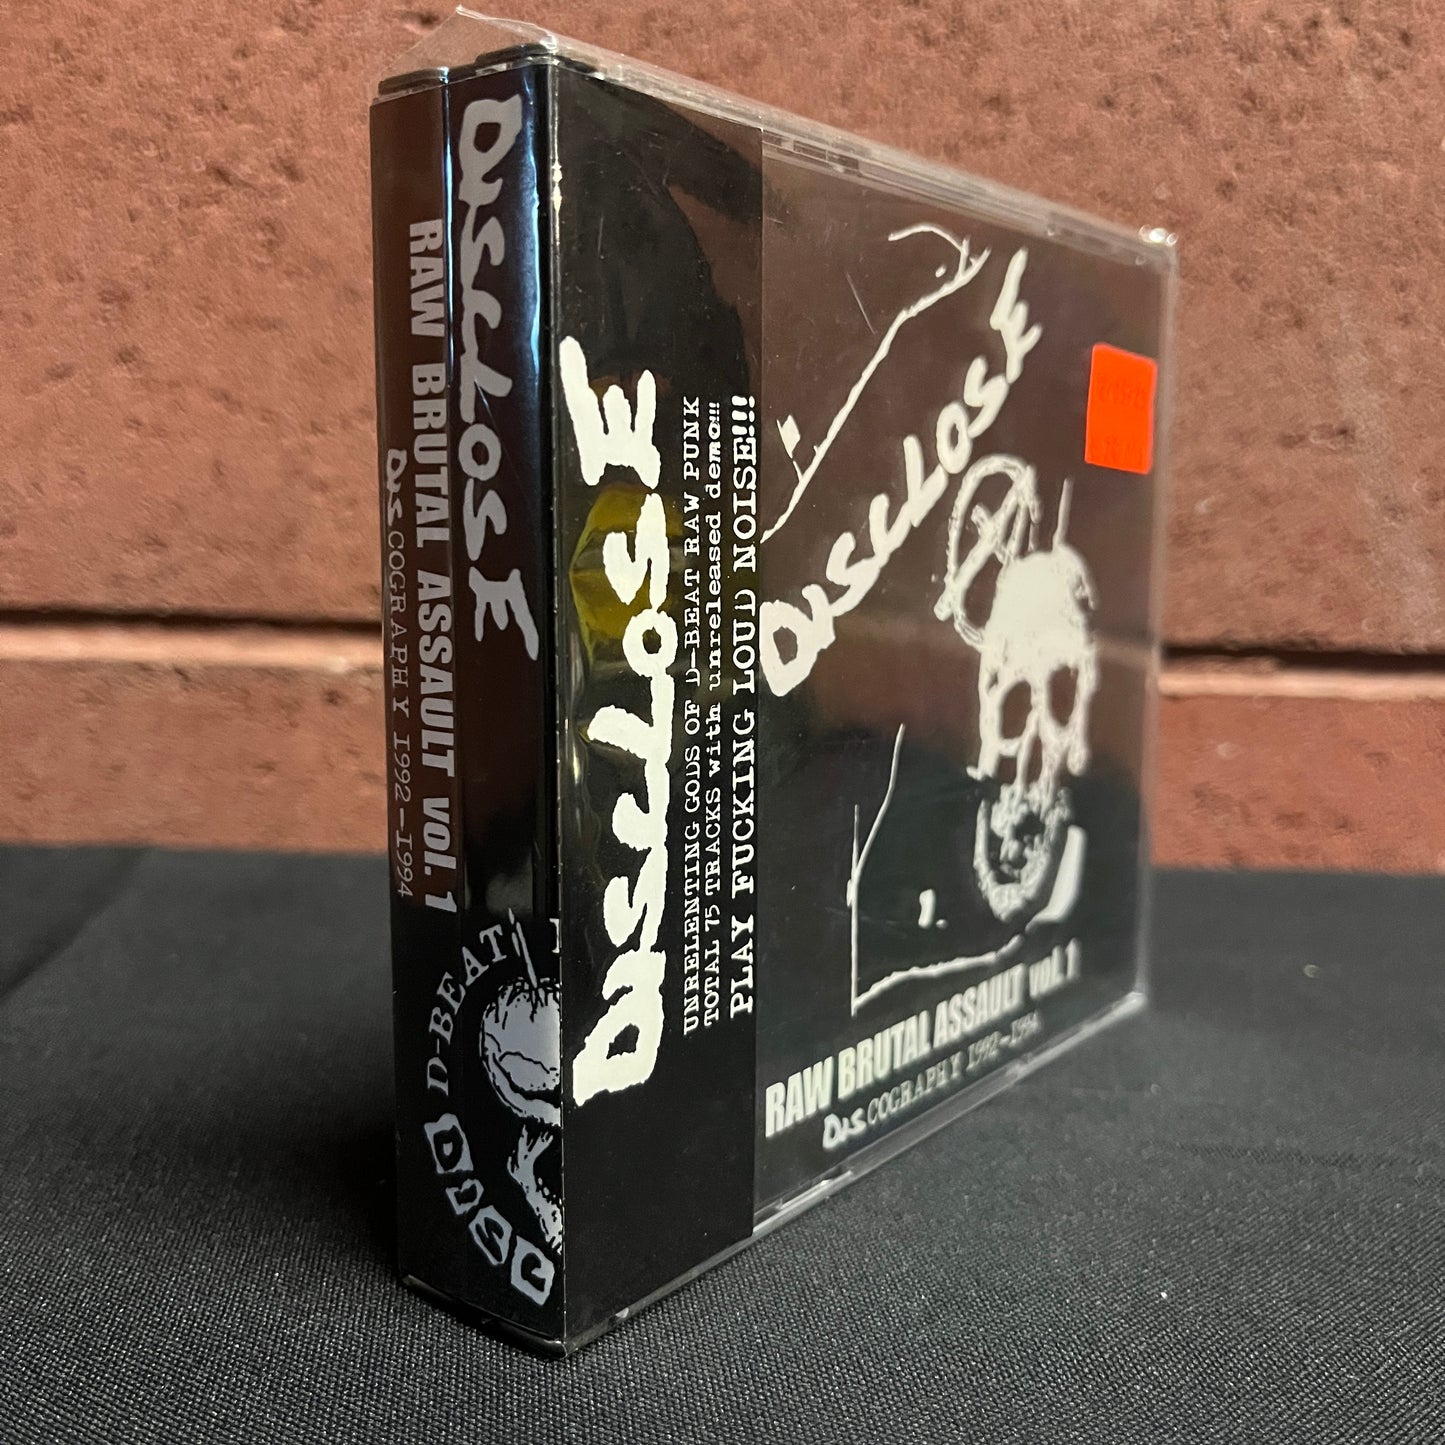 DISCLOSE
RAW BRUTAL ASSAULT vol.1
DISCOGRAPHY 1992-1994
D-BEAT
DISCLOSE
UNRELENTING GODS OF D-BEAT RAW PUNK
TOTAL 75 TRACKS with unreleased demo!!!
PLAY FUCKING LOUD NOISE!!!
DISCLOSE
RAW BRUTAL ASSAULT vol.1
DISCOGRAPHY 1992-1994